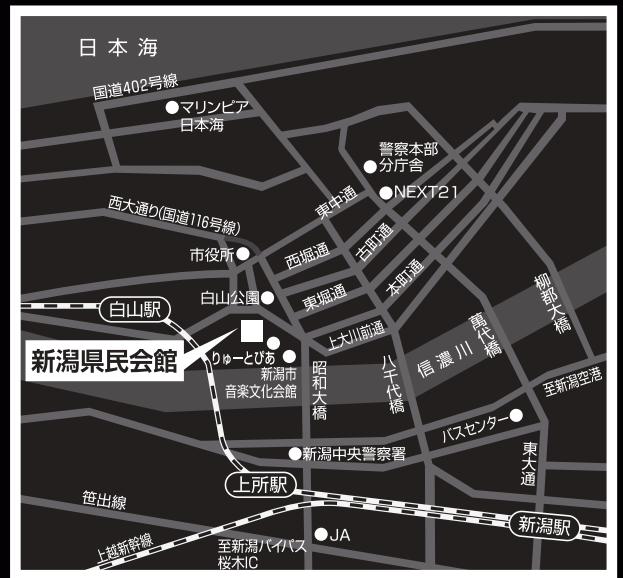 日本海
国道402号線
マリンピア
日本海
警察本部
分庁舎
NEXT21
東中通
西大通り(国道116号線)
市役所
西堀通
古町通
白山公園
東堀通
本町通
柳都大橋
白山駅
上大川前通
萬代橋
信濃川
新潟県民会館
りゅーとぴあ
新潟市
音楽文化会館
昭和大橋
八千代橋
至新潟空港
バスセンター
新潟中央警察署
東大通
上所駅
笹出線
新潟駅
上越新幹線
JA
至新潟バイパス
桜木IC